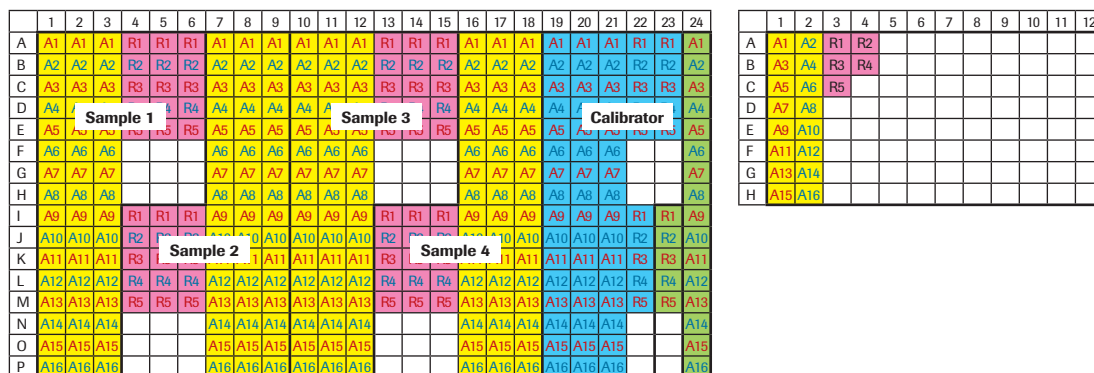 1 2 3 4 5 6 7 8 9 10 11 12 13 14 15 16 17 18 19 20 21 22 23 24
A A1 A1 A1 R1 R1 R1 A1 A1 A1 A1 A1 A1 R1 R1 R1 A1 A1 A1 A1 A1 A1 R1 R1 A1
B A2 A2 A2 R2 R2 R2 A2 A2 A2 A2 A2 A2 R2 R2 R2 A2 A2 A2 A2 A2 A2 R2 R2 A2
C A3 A3 A3 R3 R3 R3 A3 A3 A3 A3 A3 A3 R3 R3 R3 A3 A3 A3 A3 A3 A3 R3 R3 A3
D A4 R4 A4 A4 A4 A4 A4 A4 R4 A4 A4 A4 A4 A4
Sample 1 Sample 3 Calibrator
E A5 R5 R5 A5 A5 A5 A5 A5 A5 R5 R5 A5 A5 A5 A5 A5
F A6 A6 A6 A6 A6 A6 A6 A6 A6 A6 A6 A6 A6 A6 A6 A6
G A7 A7 A7 A7 A7 A7 A7 A7 A7 A7 A7 A7 A7 A7 A7 A7
H A8 A8 A8 A8 A8 A8 A8 A8 A8 A8 A8 A8 A8 A8 A8 A8
I A9 A9 A9 R1 R1 R1 A9 A9 A9 A9 A9 A9 R1 R1 R1 A9 A9 A9 A9 A9 A9 R1 R1 A9
J A10 A10 A10 R2 A10 A10 A10 A10 R2 A10 A10 A10 A10 A10 R2 R2 A10
Sample 2 Sample 4
K A11 A11 A11 R3 A11 A11 A11 A11 R3 A11 A11 A11 A11 A11 R3 R3 A11
L A12 A12 A12 R4 R4 R4 A12 A12 A12 A12 A12 A12 R4 R4 R4 A12 A12 A12 A12 A12 A12 R4 R4 A12
M A13 A13 A13 R5 R5 R5 A13 A13 A13 A13 A13 A13 R5 R5 R5 A13 A13 A13 A13 A13 A13 R5 R5 A13
N A14 A14 A14 A14 A14 A14 A14 A14 A14 A14 A14 A14 A14 A14 A14 A14
O A15 A15 A15 A15 A15 A15 A15 A15 A15 A15 A15 A15 A15 A15 A15 A15
P A16 A16 A16 A16 A16 A16 A16 A16 A16 A16 A16 A16 A16 A16 A16 A16
1 2 3 4 5 6 7 8 9 10 11 12
A A1 A2 R1 R2
B A3 A4 R3 R4
C A5 A6 R5
D A7 A8
E A9 A10
F A11 A12
G A13 A14
H A15 A16